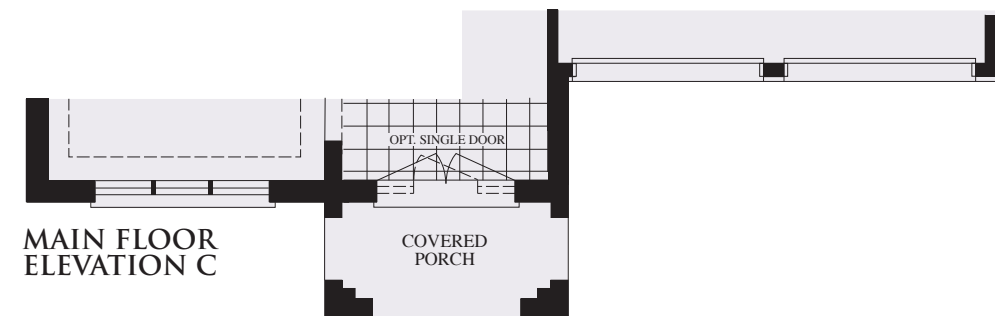 OPT. SINGLE DOOR
COVERED
PORCH
MAIN FLOOR
ELEVATION C